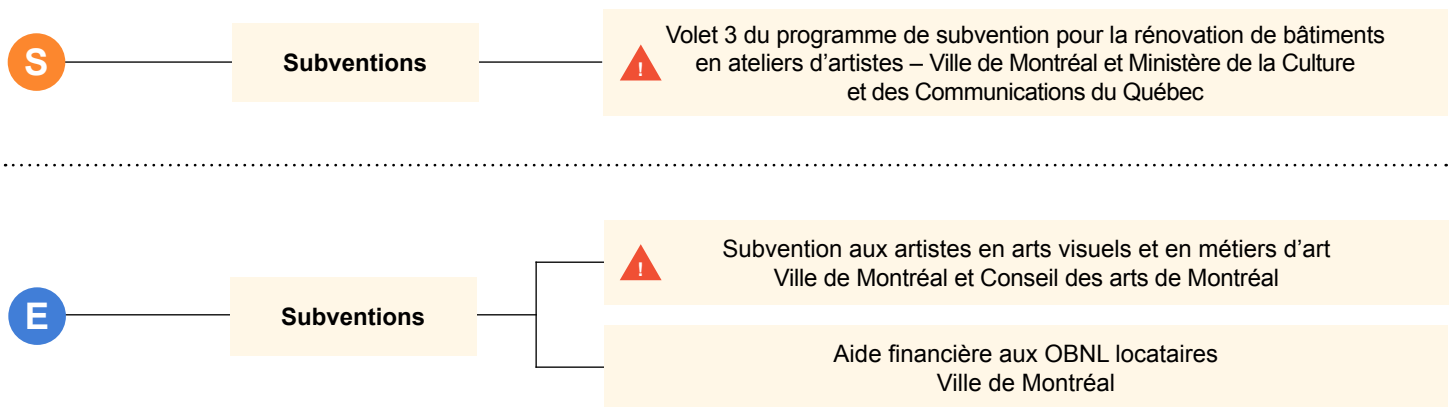 S
Subventions
!
Volet 3 du programme de subvention pour la rénovation de bâtiments
en ateliers d'artistes – Ville de Montréal et Ministère de la Culture
et des Communications du Québec
E
Subventions
!
Subvention aux artistes en arts visuels et en métiers d'art
Ville de Montréal et Conseil des arts de Montréal
Aide financière aux OBNL locataires
Ville de Montréal